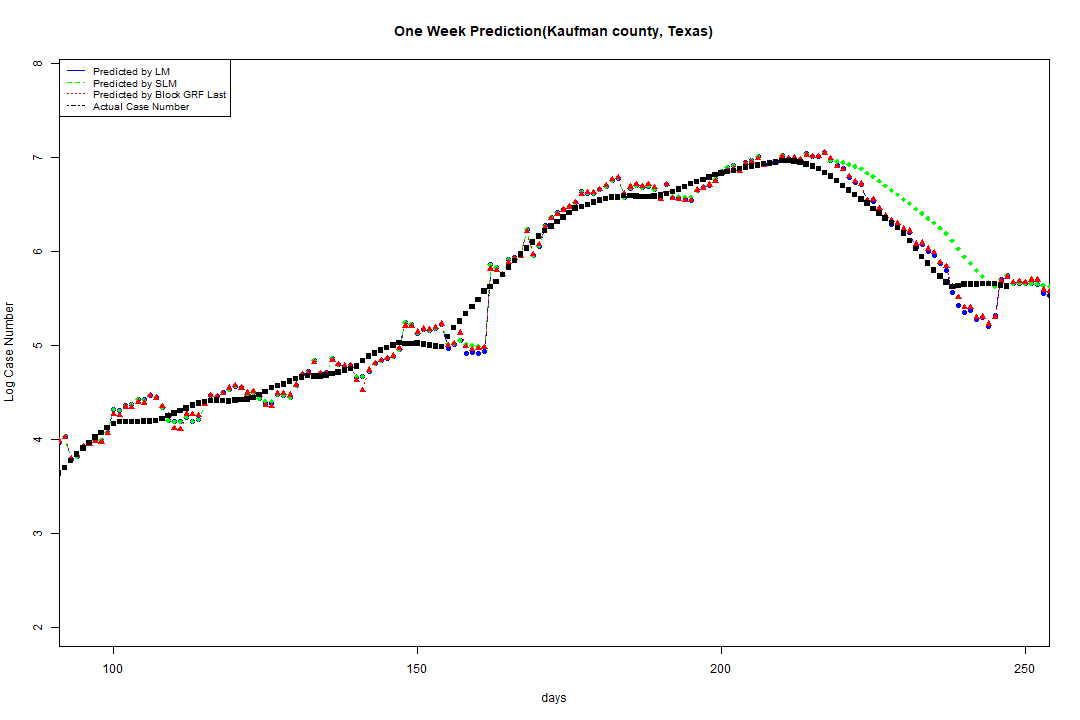 One Week Prediction(Kaufman county, Texas)
Predicted by LM
Predicted by SLM
Predicted by Block GRF Last
Actual Case Number
8
7
6
5
4
3
2
Log Case Number
100 150 200 250
days